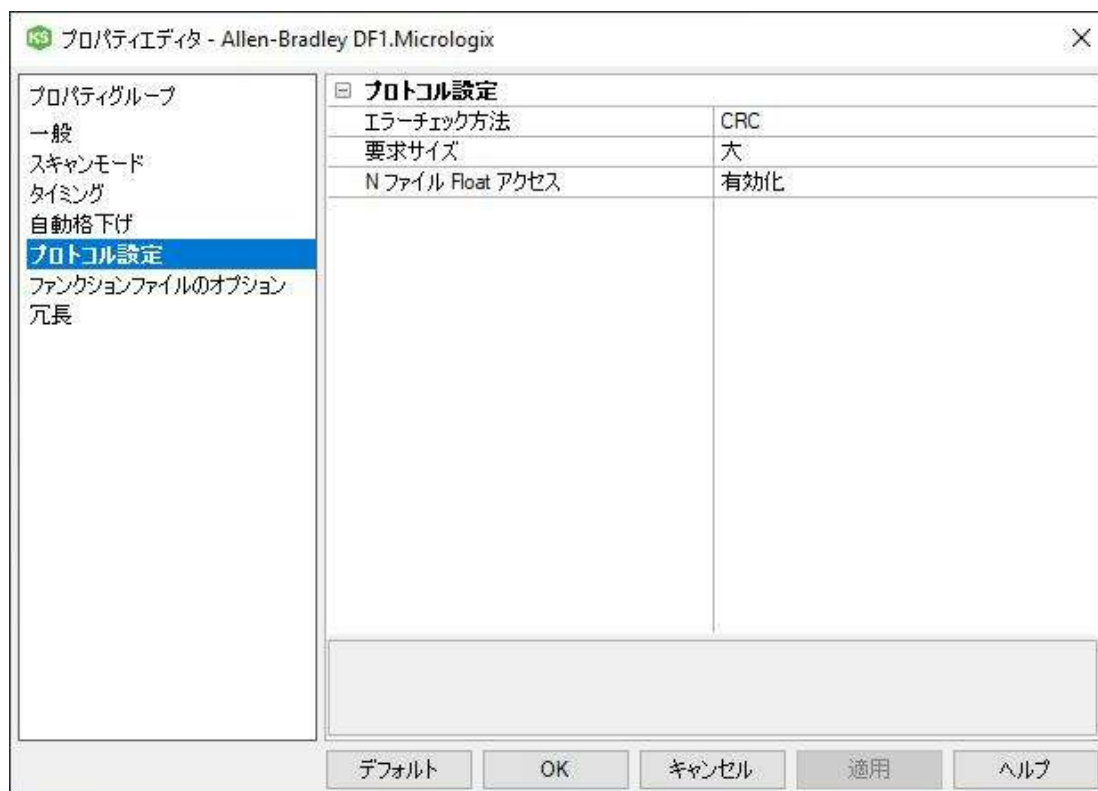 KS プロパティエディタ - Allen-Bradley DF1.Micrologix
プロパティグループ
一般
スキャンモード
タイミング
自動格下げ
プロトコル設定
ファンクションファイルのオプション
冗長
プロトコル設定
エラーチェック方法 CRC
要求サイズ 大
N ファイル Float アクセス 有効化
デフォルト OK キャンセル 適用 ヘルプ